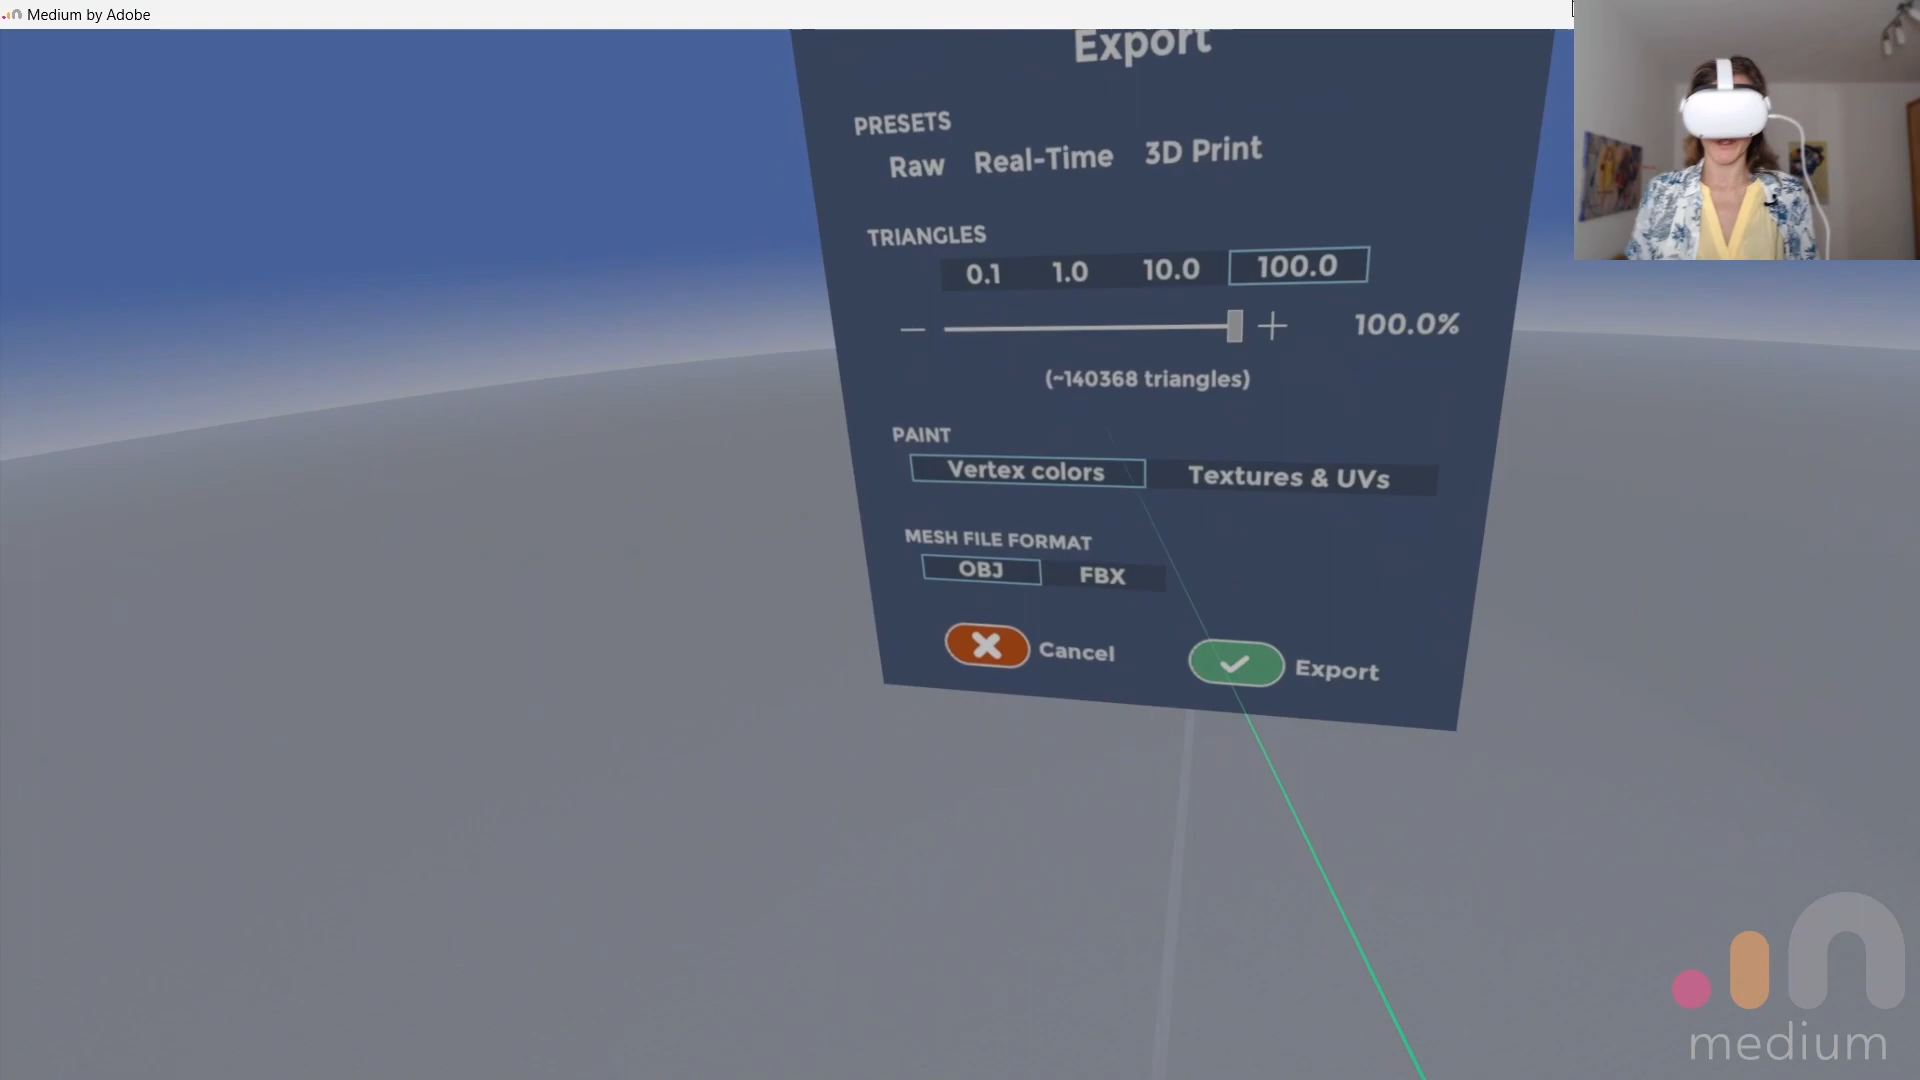 Medium by Adobe
Export
PRESETS
Raw Real-Time 3D Print
TRIANGLES
0.1 1.0 10.0 100.0
100.0%
(~140368 triangles)
PAINT
Vertex colors Textures & UVs
MESH FILE FORMAT
OBJ FBX
Cancel Export
medium